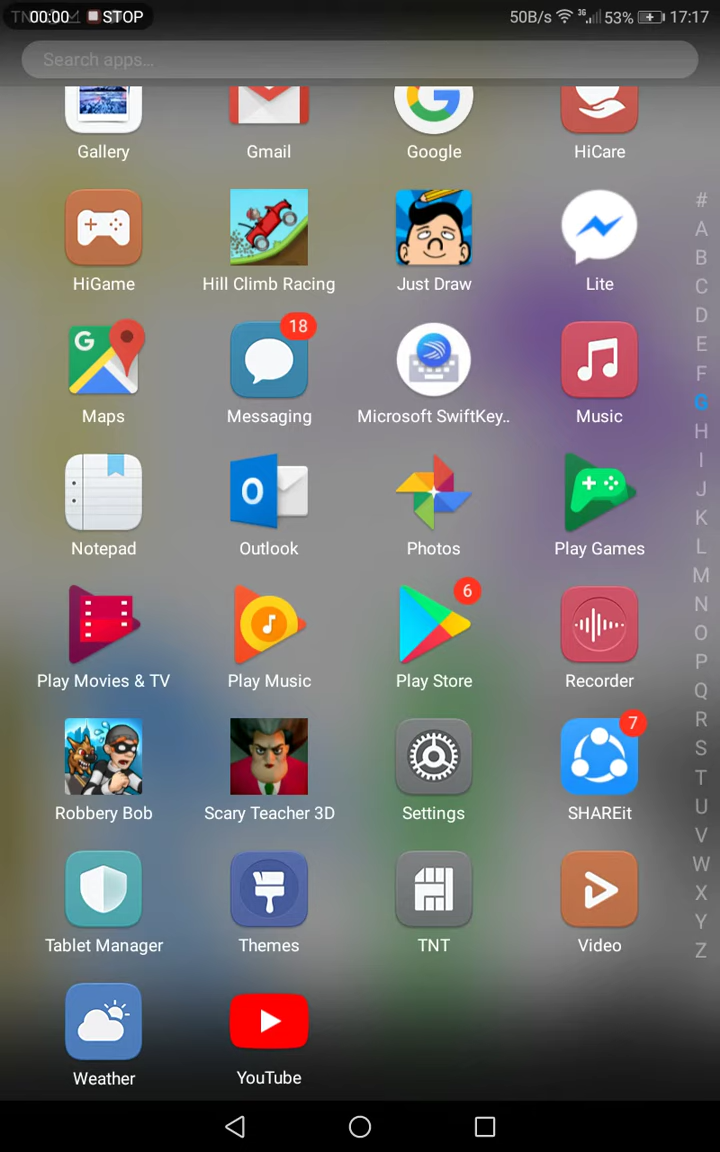 00:00 STOP 50B/s 3G 53% 17:17
Search apps...
Gallery Gmail Google HiCare
HiGame Hill Climb Racing Just Draw Lite
G 18
Maps Messaging Microsoft SwiftKey.. Music
O
Notepad Outlook Photos Play Games
6
Play Movies & TV Play Music Play Store Recorder
7
Robbery Bob Scary Teacher 3D Settings SHAREit
Tablet Manager Themes TNT Video
Weather YouTube
#
A
B
C
D
E
F
G
H
I
J
K
L
M
N
O
P
Q
R
S
T
U
V
W
X
Y
Z